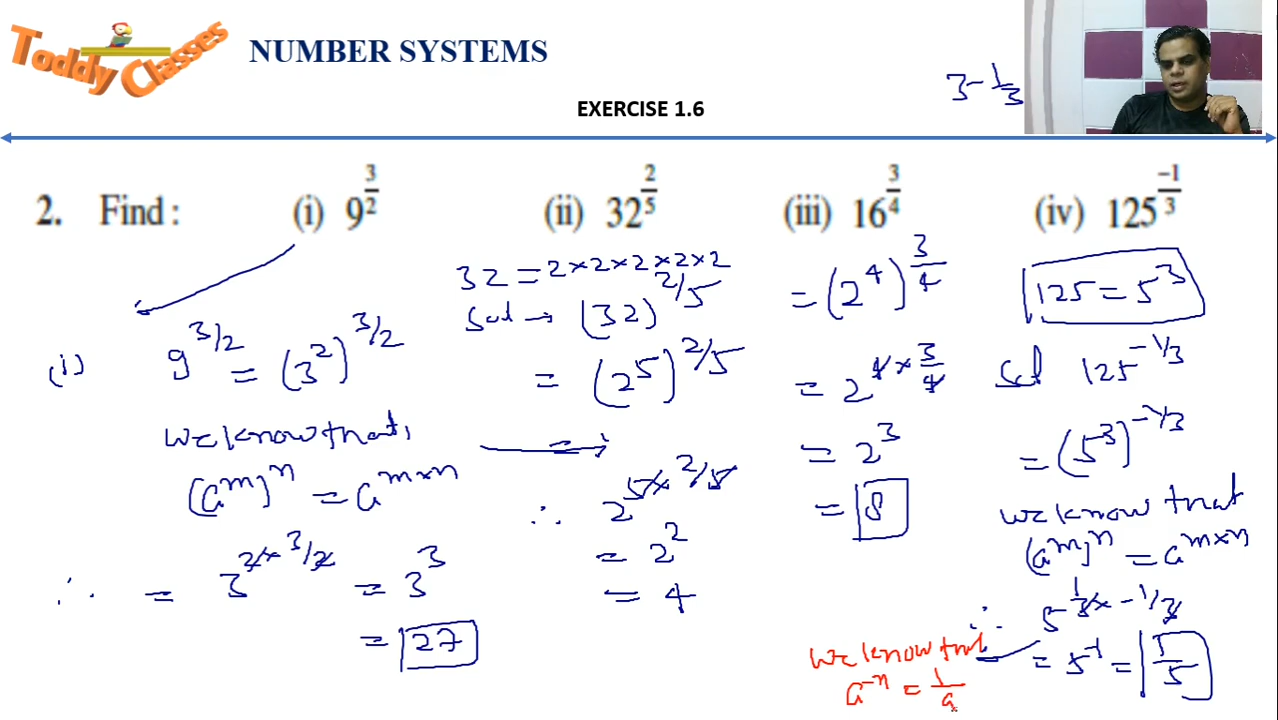 Toddy Classes
NUMBER SYSTEMS
3 - 1/3
EXERCISE 1.6
2. Find : (i) 9^(3/2) (ii) 32^(2/5) (iii) 16^(3/4) (iv) 125^(-1/3)
(i) 9^(3/2) = (3^2)^(3/2)
we know that,
(a^m)^n = a^(m×n)
∴ = 3^(2×3/2) = 3^3
= 27
32 = 2×2×2×2×2
Sol → (32)^(2/5)
= (2^5)^(2/5)
=
∴ 2^(5×2/5)
= 2^2
= 4
= (2^4)^(3/4)
= 2^(4×3/4)
= 2^3
= 8
125 = 5^3
Sol 125^(-1/3)
= (5^3)^(-1/3)
we know that
(a^m)^n = a^(m×n)
∴ 5^(3×-1/3) 1
= 5^-1 = 1/5
we know that
a^-n = 1/a